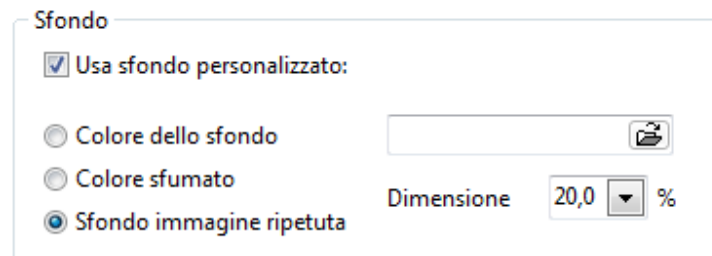 Sfondo
Usa sfondo personalizzato:
Colore dello sfondo
Colore sfumato
Dimensione 20,0 %
Sfondo immagine ripetuta